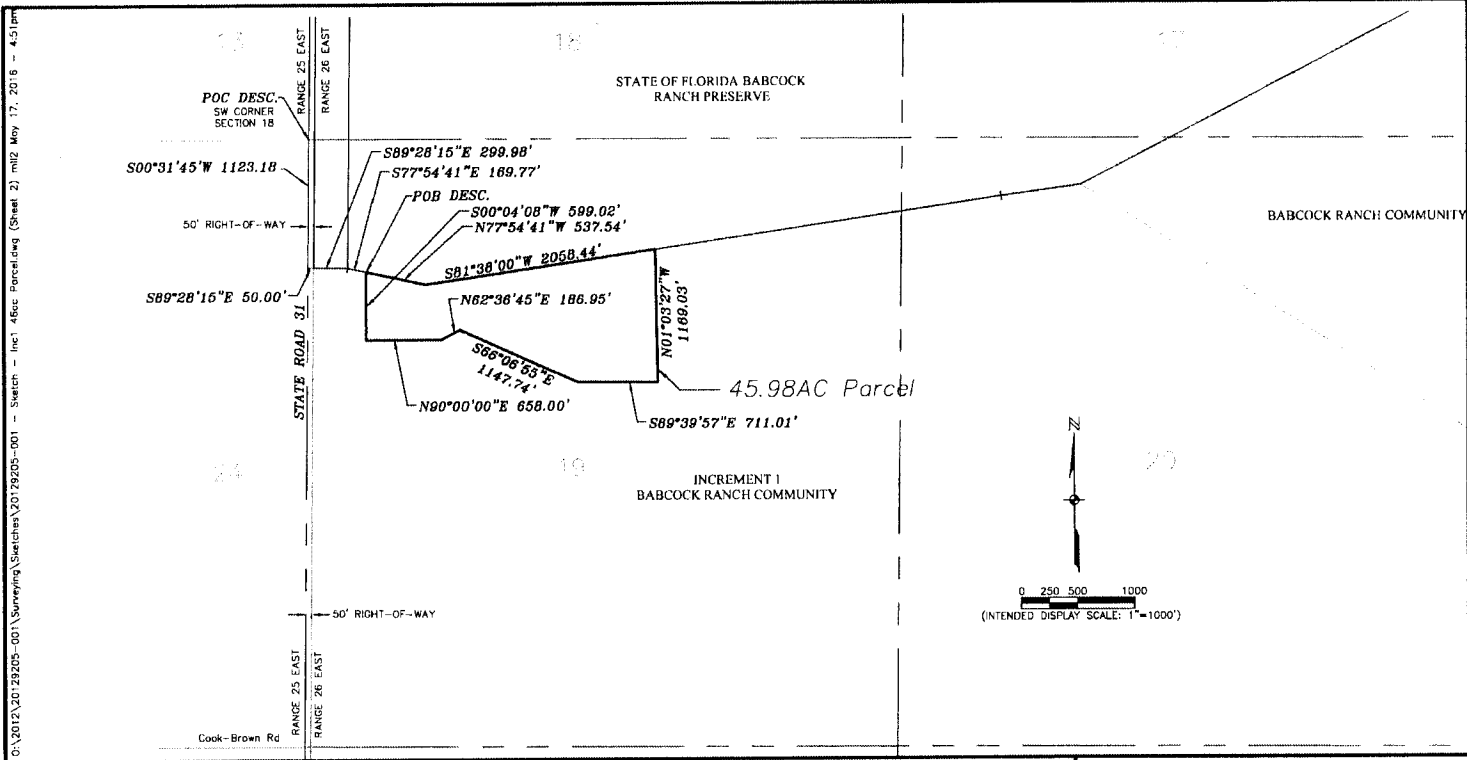 O:\2012\20129205-001\Surveying\Sketches\20129205-001 - Sketch - Inc1 46ac Parcel.dwg (Sheet 2) mll2 May 17, 2016 - 4:51pm
13
18
17
RANGE 25 EAST
RANGE 26 EAST
STATE OF FLORIDA BABCOCK
RANCH PRESERVE
POC DESC.
SW CORNER
SECTION 18
S89°28'15"E 299.98'
S77°54'41"E 169.77'
S00°31'45'W 1123.18
POB DESC.
S00°04'08"W 599.02'
N77°54'41"W 537.54'
50' RIGHT-OF-WAY
BABCOCK RANCH COMMUNITY
S81°38'00"W 2058.44'
S89°28'15"E 50.00'
N62°36'45"E 186.95'
N01°03'27"W
1169.03'
STATE ROAD 31
S66°06'55"E
1147.74'
45.98AC Parcel
N90°00'00"E 658.00'
S89°39'57"E 711.01'
24
19
20
INCREMENT 1
BABCOCK RANCH COMMUNITY
N
0 250 500 1000
(INTENDED DISPLAY SCALE: 1"=1000')
50' RIGHT-OF-WAY
RANGE 25 EAST
RANGE 26 EAST
Cook-Brown Rd